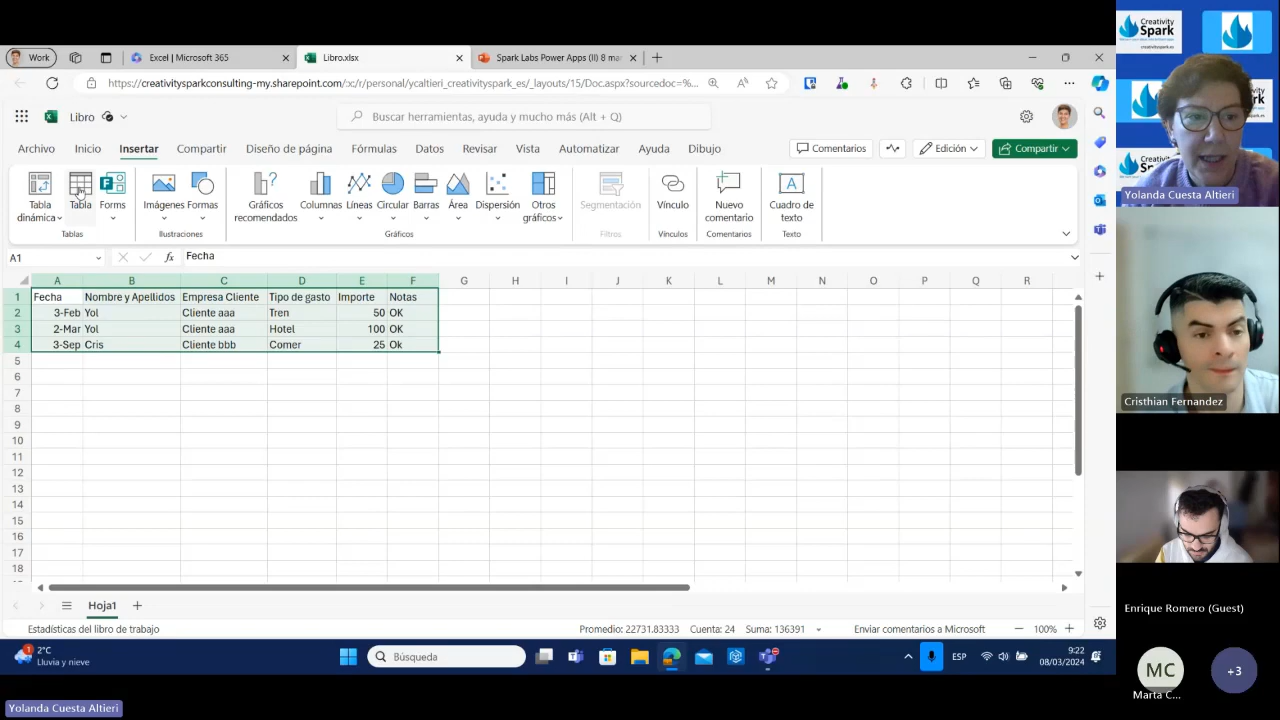 Work
Excel | Microsoft 365
Libro.xlsx
Spark Labs Power Apps (II) 8 mar
https://creativitysparkconsulting-my.sharepoint.com/:x:/r/personal/ycaltieri_creativityspark_es/_layouts/15/Doc.aspx?sourcedoc=%...
Libro
Buscar herramientas, ayuda y mucho más (Alt + Q)
Archivo Inicio Insertar Compartir Diseño de página Fórmulas Datos Revisar Vista Automatizar Ayuda Dibujo
Comentarios
Edición
Compartir
Tabla dinámica
Tabla
Forms
Imágenes
Formas
Gráficos recomendados
Columnas
Líneas
Circular
Barras
Área
Dispersión
Otros gráficos
Segmentación
Vínculo
Nuevo comentario
Cuadro de texto
Tablas Ilustraciones Gráficos Filtros Vínculos Comentarios Texto
A1 fx Fecha
A B C D E F G H I J K L M N O P Q R
1 Fecha Nombre y Apellidos Empresa Cliente Tipo de gasto Importe Notas
2 3-Feb Yol Cliente aaa Tren 50 OK
3 2-Mar Yol Cliente aaa Hotel 100 OK
4 3-Sep Cris Cliente bbb Comer 25 Ok
5
6
7
8
9
10
11
12
13
14
15
16
17
18
Hoja1
Estadísticas del libro de trabajo
Promedio: 22731.83333 Cuenta: 24 Suma: 136391
Enviar comentarios a Microsoft
100%
1
2°C
Lluvia y nieve
Búsqueda
ESP
9:22
08/03/2024
Yolanda Cuesta Altieri
Creativity
Spark
creativityspark.es
Creativity
Spark
Yolanda Cuesta Altieri
Cristhian Fernandez
Enrique Romero (Guest)
MC
Marta C...
+3